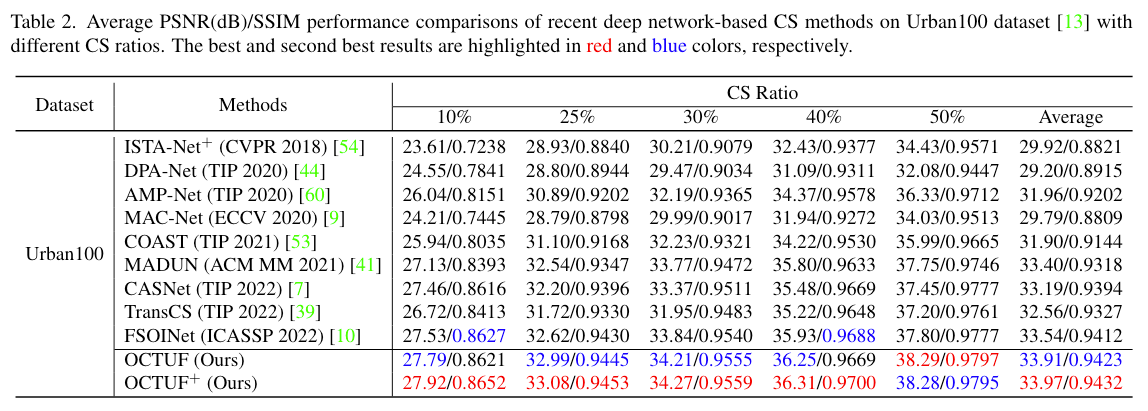 Table 2. Average PSNR(dB)/SSIM performance comparisons of recent deep network-based CS methods on Urban100 dataset [13] with
different CS ratios. The best and second best results are highlighted in red and blue colors, respectively.
Dataset Methods CS Ratio
10% 25% 30% 40% 50% Average
Urban100
ISTA-Net+ (CVPR 2018) [54] 23.61/0.7238 28.93/0.8840 30.21/0.9079 32.43/0.9377 34.43/0.9571 29.92/0.8821
DPA-Net (TIP 2020) [44] 24.55/0.7841 28.80/0.8944 29.47/0.9034 31.09/0.9311 32.08/0.9447 29.20/0.8915
AMP-Net (TIP 2020) [60] 26.04/0.8151 30.89/0.9202 32.19/0.9365 34.37/0.9578 36.33/0.9712 31.96/0.9202
MAC-Net (ECCV 2020) [9] 24.21/0.7445 28.79/0.8798 29.99/0.9017 31.94/0.9272 34.03/0.9513 29.79/0.8809
COAST (TIP 2021) [53] 25.94/0.8035 31.10/0.9168 32.23/0.9321 34.22/0.9530 35.99/0.9665 31.90/0.9144
MADUN (ACM MM 2021) [41] 27.13/0.8393 32.54/0.9347 33.77/0.9472 35.80/0.9633 37.75/0.9746 33.40/0.9318
CASNet (TIP 2022) [7] 27.46/0.8616 32.20/0.9396 33.37/0.9511 35.48/0.9669 37.45/0.9777 33.19/0.9394
TransCS (TIP 2022) [39] 26.72/0.8413 31.72/0.9330 31.95/0.9483 35.22/0.9648 37.20/0.9761 32.56/0.9327
FSOINet (ICASSP 2022) [10] 27.53/0.8627 32.62/0.9430 33.84/0.9540 35.93/0.9688 37.80/0.9777 33.54/0.9412
OCTUF (Ours) 27.79/0.8621 32.99/0.9445 34.21/0.9555 36.25/0.9669 38.29/0.9797 33.91/0.9423
OCTUF+ (Ours) 27.92/0.8652 33.08/0.9453 34.27/0.9559 36.31/0.9700 38.28/0.9795 33.97/0.9432